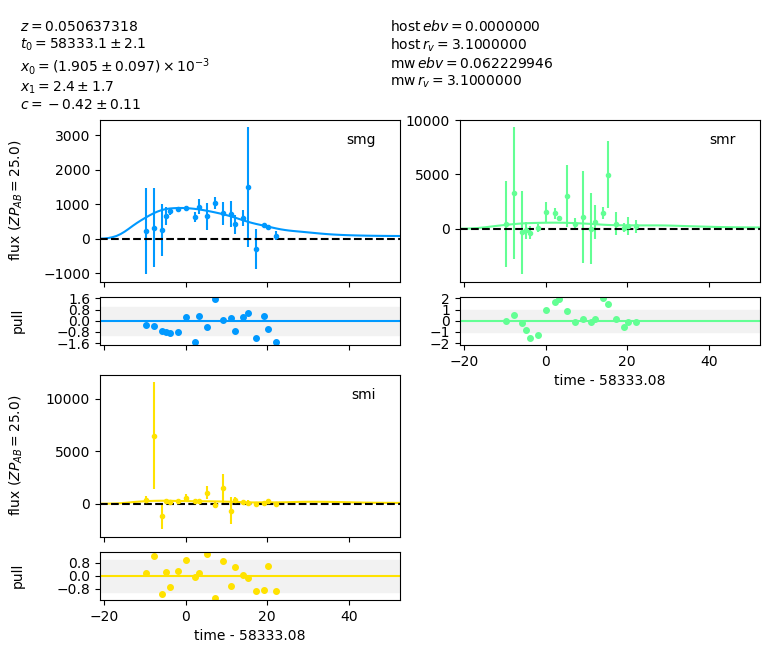 z = 0.050637318
t₀ = 58333.1 ± 2.1
x₀ = (1.905 ± 0.097) × 10⁻³
x₁ = 2.4 ± 1.7
c = −0.42 ± 0.11
host ebv = 0.0000000
host r_v = 3.1000000
mw ebv = 0.062229946
mw r_v = 3.1000000
flux (ZP_AB = 25.0)
3000
2000
1000
0
−1000
smg
10000
5000
0
smr
pull
1.6
0.8
0.0
−0.8
−1.6
2
1
0
−1
−2
−20
0
20
40
time - 58333.08
flux (ZP_AB = 25.0)
10000
5000
0
smi
pull
0.8
0.0
−0.8
−20
0
20
40
time - 58333.08